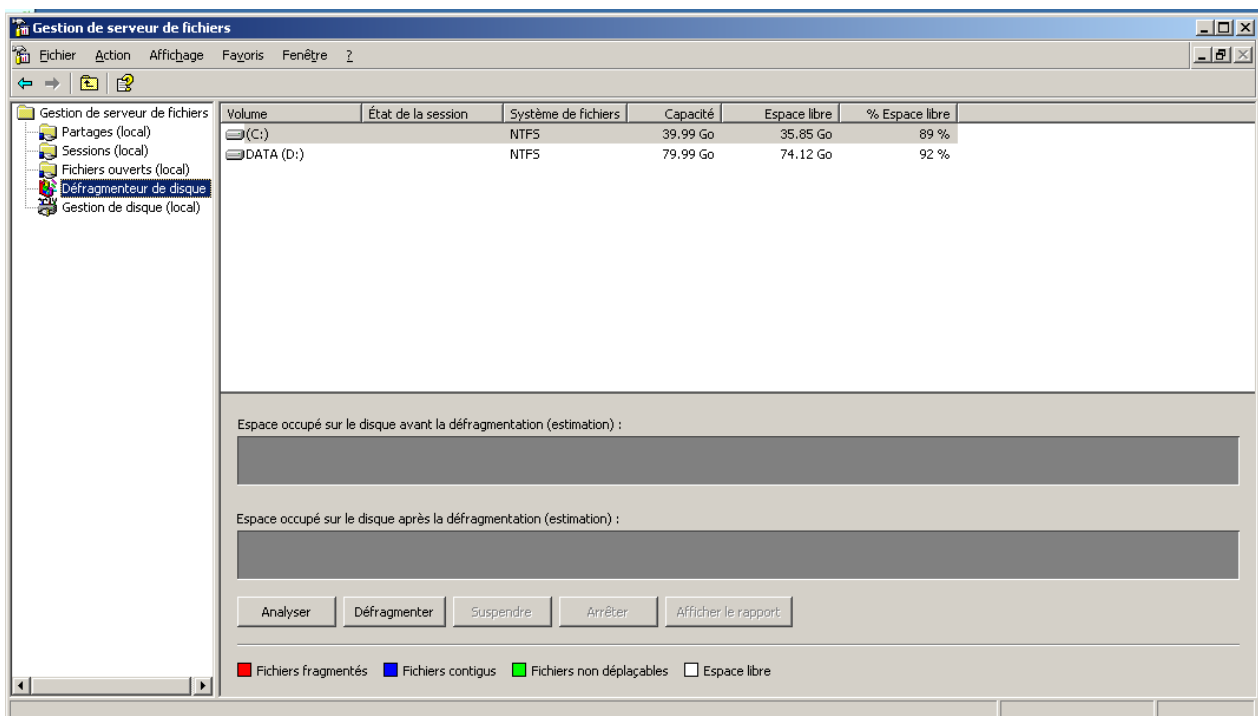 Gestion de serveur de fichiers
Fichier Action Affichage Favoris Fenêtre ?
Gestion de serveur de fichiers
Partages (local)
Sessions (local)
Fichiers ouverts (local)
Défragmenteur de disque
Gestion de disque (local)
Volume État de la session Système de fichiers Capacité Espace libre % Espace libre
(C:) NTFS 39.99 Go 35.85 Go 89 %
DATA (D:) NTFS 79.99 Go 74.12 Go 92 %
Espace occupé sur le disque avant la défragmentation (estimation) :
Espace occupé sur le disque après la défragmentation (estimation) :
Analyser Défragmenter Suspendre Arrêter Afficher le rapport
Fichiers fragmentés Fichiers contigus Fichiers non déplaçables Espace libre